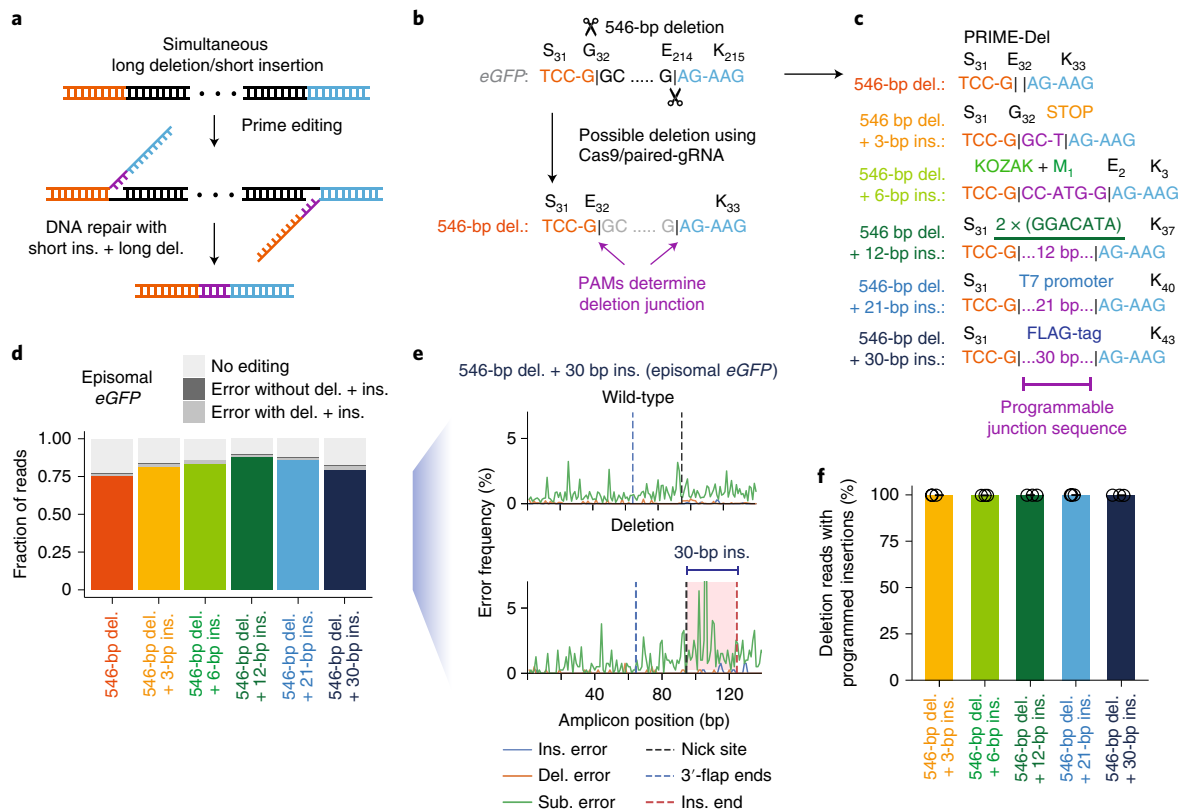 a
Simultaneous
long deletion/short insertion
Prime editing
DNA repair with
short ins. + long del.
b
546-bp deletion
S31 G32 E214 K215
eGFP: TCC-G|GC ..... G|AG-AAG
Possible deletion using
Cas9/paired-gRNA
S31 E32 K33
546-bp del.: TCC-G|GC ..... G|AG-AAG
PAMs determine
deletion junction
c
PRIME-Del
S31 E32 K33
546-bp del.: TCC-G| |AG-AAG
546 bp del. S31 G32 STOP
+ 3-bp ins.: TCC-G|GC-T|AG-AAG
KOZAK + M1 E2 K3
546 bp del.
+ 6-bp ins.: TCC-G|CC-ATG-G|AG-AAG
546 bp del. S31 2 × (GGACATA) K37
+ 12-bp ins.: TCC-G|...12 bp...|AG-AAG
546-bp del. S31 T7 promoter K40
+ 21-bp ins.: TCC-G|...21 bp...|AG-AAG
546-bp del. S31 FLAG-tag K43
+ 30-bp ins.: TCC-G|...30 bp...|AG-AAG
Programmable
junction sequence
d
Episomal
eGFP
No editing
Error without del. + ins.
Error with del. + ins.
Fraction of reads
1.00
0.75
0.50
0.25
0
546-bp del.
546-bp del.
+ 3-bp ins.
546-bp del.
+ 6-bp ins.
546-bp del.
+ 12-bp ins.
546-bp del.
+ 21-bp ins.
546-bp del.
+ 30-bp ins.
e
546-bp del. + 30 bp ins. (episomal eGFP)
Wild-type
5
0
Deletion
30-bp ins.
5
0
Error frequency (%)
40 80 120
Amplicon position (bp)
Ins. error
Del. error
Sub. error
Nick site
3′-flap ends
Ins. end
f
Deletion reads with
programmed insertions (%)
100
75
50
25
0
546-bp del.
+ 3-bp ins.
546-bp del.
+ 6-bp ins.
546-bp del.
+ 12-bp ins.
546-bp del.
+ 21-bp ins.
546-bp del.
+ 30-bp ins.